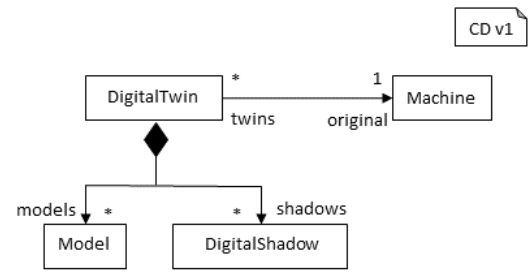 CD v1
* 1
DigitalTwin Machine
twins original
models * * shadows
Model DigitalShadow